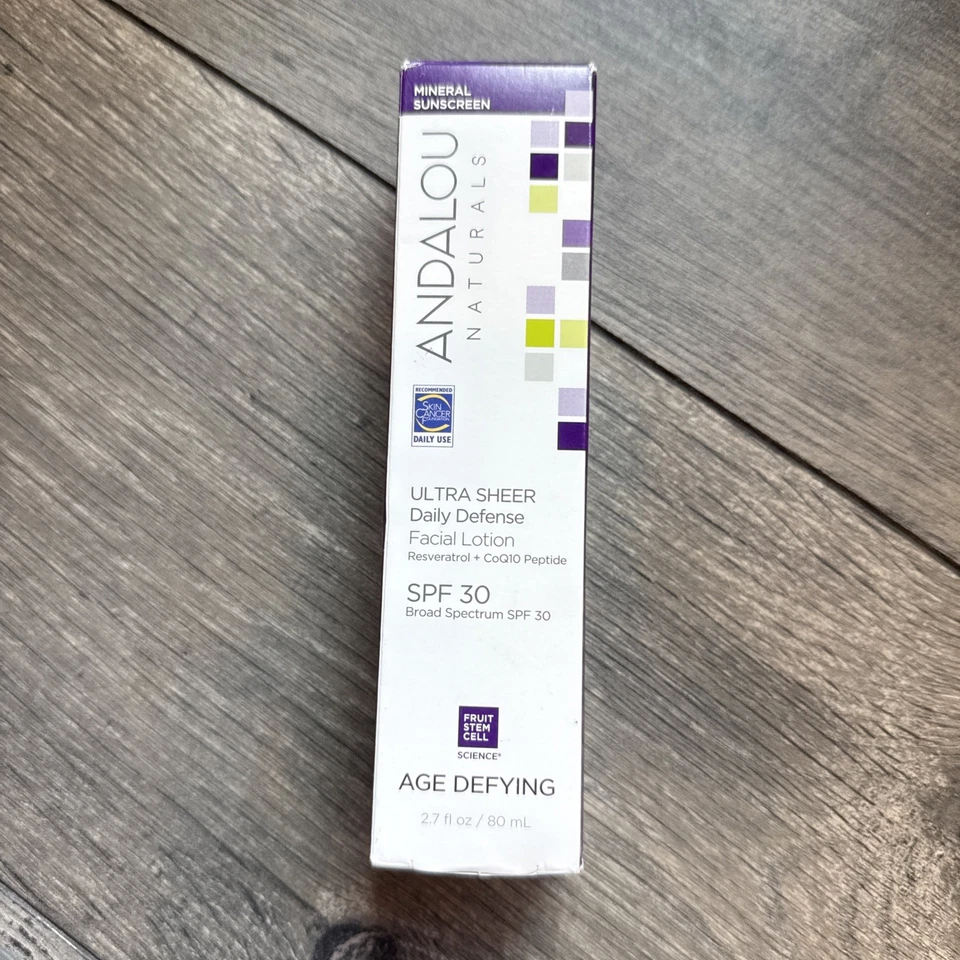 MINERAL
SUNSCREEN
ANDALOU
NATURALS
RECOMMENDED
SKIN
CANCER
FOUNDATION
DAILY USE
ULTRA SHEER
Daily Defense
Facial Lotion
Resveratrol + CoQ10 Peptide
SPF 30
Broad Spectrum SPF 30
FRUIT
STEM
CELL
SCIENCE®
AGE DEFYING
2.7 fl oz / 80 mL